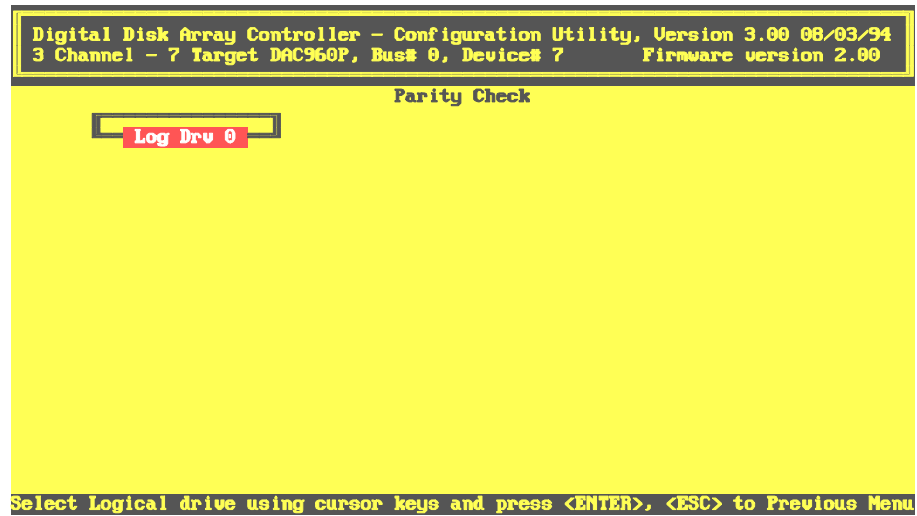 Digital Disk Array Controller – Configuration Utility, Version 3.00 08/03/94
3 Channel – 7 Target DAC960P, Bus# 0, Device# 7 Firmware version 2.00
Parity Check
Log Drv 0
Select Logical drive using cursor keys and press <ENTER>, <ESC> to Previous Menu